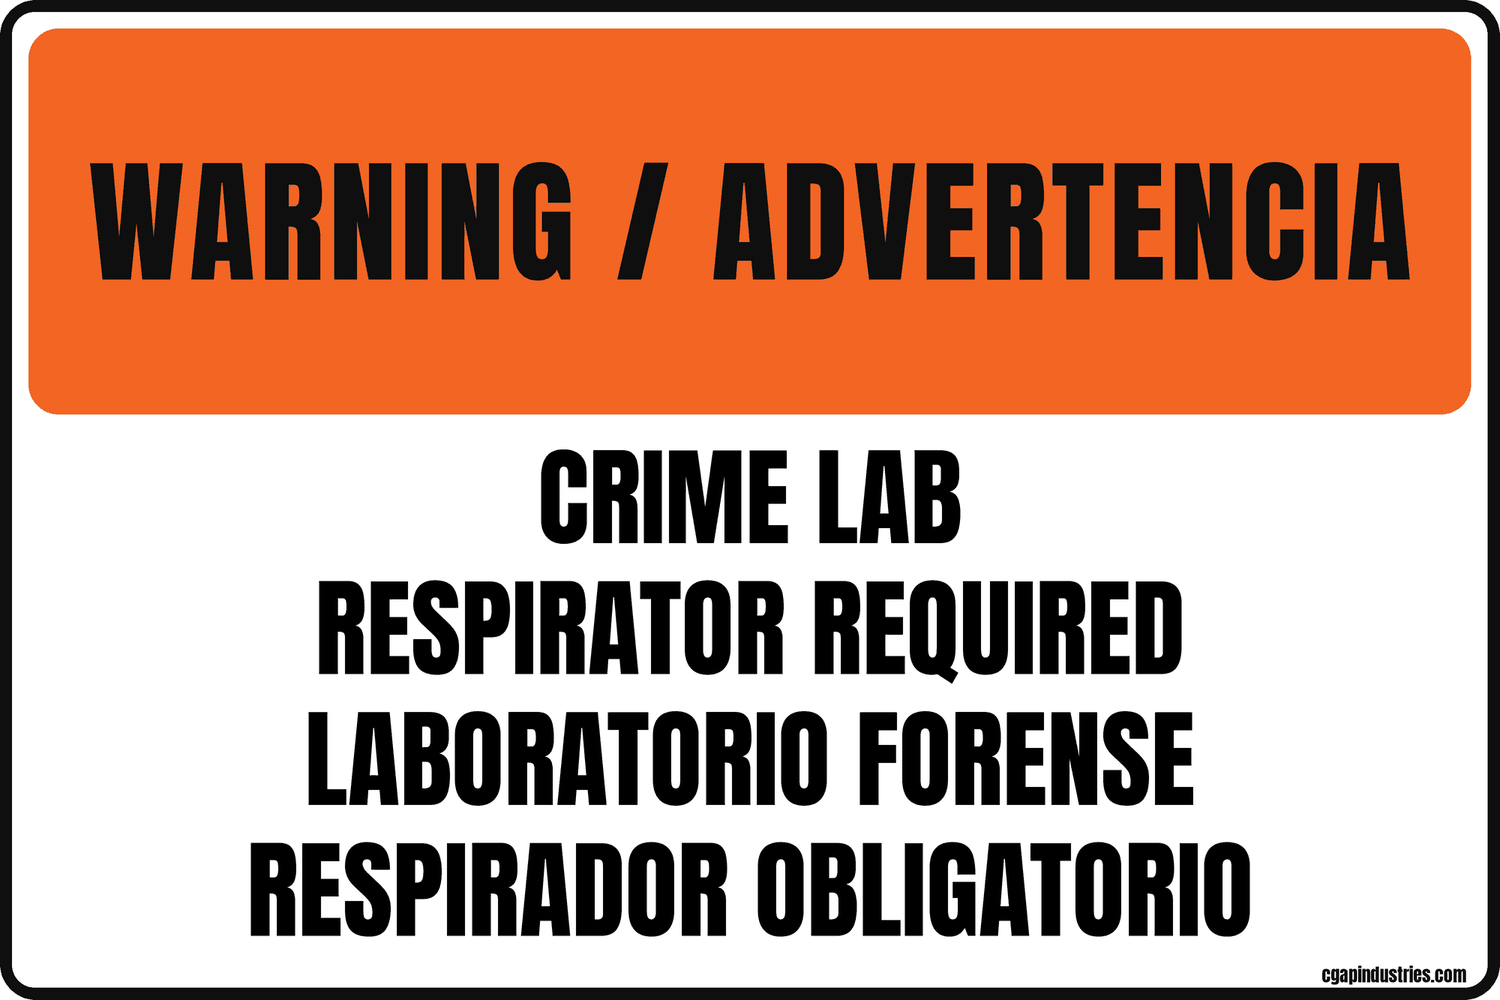 WARNING / ADVERTENCIA
CRIME LAB
RESPIRATOR REQUIRED
LABORATORIO FORENSE
RESPIRADOR OBLIGATORIO
cgapindustries.com